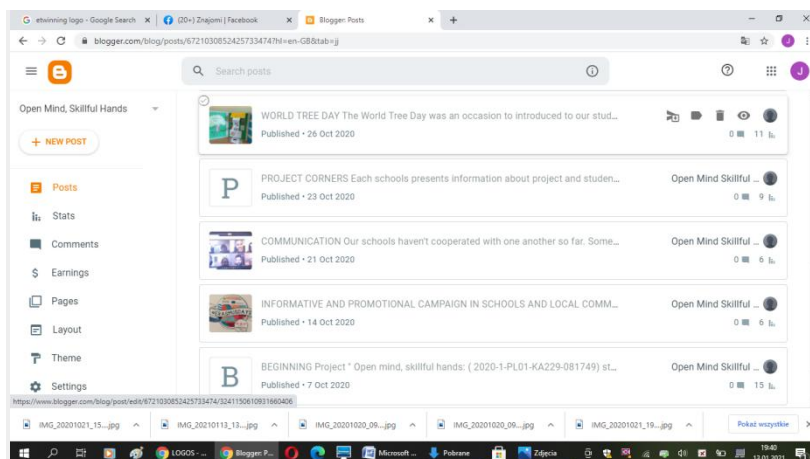 etwinning logo - Google Search
(20+) Znajomi | Facebook
Blogger: Posts
blogger.com/blog/posts/6721030852425733474?hl=en-GB&tab=jj
J
Search posts
J
Open Mind, Skillful Hands
+ NEW POST
Posts
Stats
Comments
Earnings
Pages
Layout
Theme
Settings
WORLD TREE DAY The World Tree Day was an occasion to introduced to our stud...
Published • 26 Oct 2020
0 11
P
PROJECT CORNERS Each schools presents information about project and studen...
Published • 23 Oct 2020
Open Mind Skillful ...
0 9
COMMUNICATION Our schools haven't cooperated with one another so far. Some...
Published • 21 Oct 2020
Open Mind Skillful ...
0 6
INFORMATIVE AND PROMOTIONAL CAMPAIGN IN SCHOOLS AND LOCAL COMM...
Published • 14 Oct 2020
Open Mind Skillful ...
0 6
B
BEGINNING Project " Open mind, skillful hands: ( 2020-1-PL01-KA229-081749) st...
Published • 7 Oct 2020
Open Mind Skillful ...
0 15
https://www.blogger.com/blog/post/edit/6721030852425733474/3241150610931660406
IMG_20201021_15....jpg
IMG_20210113_13....jpg
IMG_20201020_09....jpg
IMG_20201020_09....jpg
IMG_20201021_19....jpg
Pokaż wszystkie
LOGOS - ...
Blogger: P...
Microsoft ...
Pobrane
Zdjęcia
19:40
13.01.2021